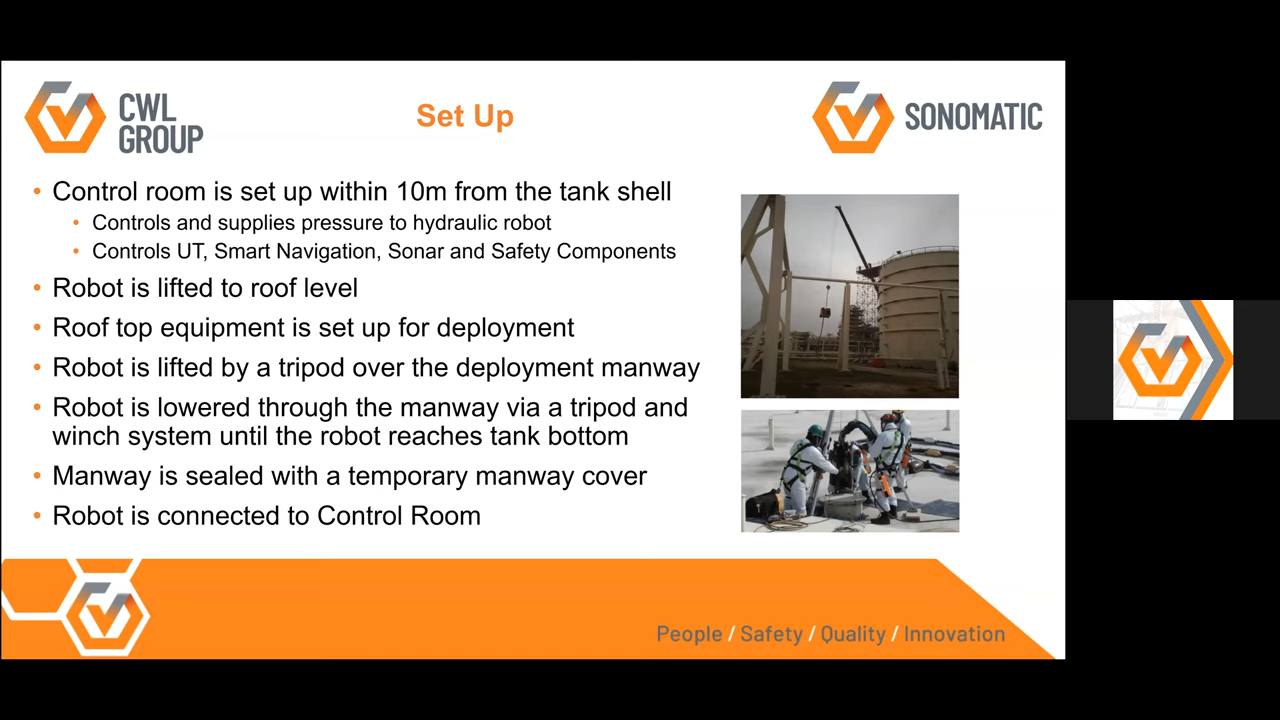 CWL
GROUP
Set Up
SONOMATIC
• Control room is set up within 10m from the tank shell
• Controls and supplies pressure to hydraulic robot
• Controls UT, Smart Navigation, Sonar and Safety Components
• Robot is lifted to roof level
• Roof top equipment is set up for deployment
• Robot is lifted by a tripod over the deployment manway
• Robot is lowered through the manway via a tripod and
winch system until the robot reaches tank bottom
• Manway is sealed with a temporary manway cover
• Robot is connected to Control Room
People / Safety / Quality / Innovation